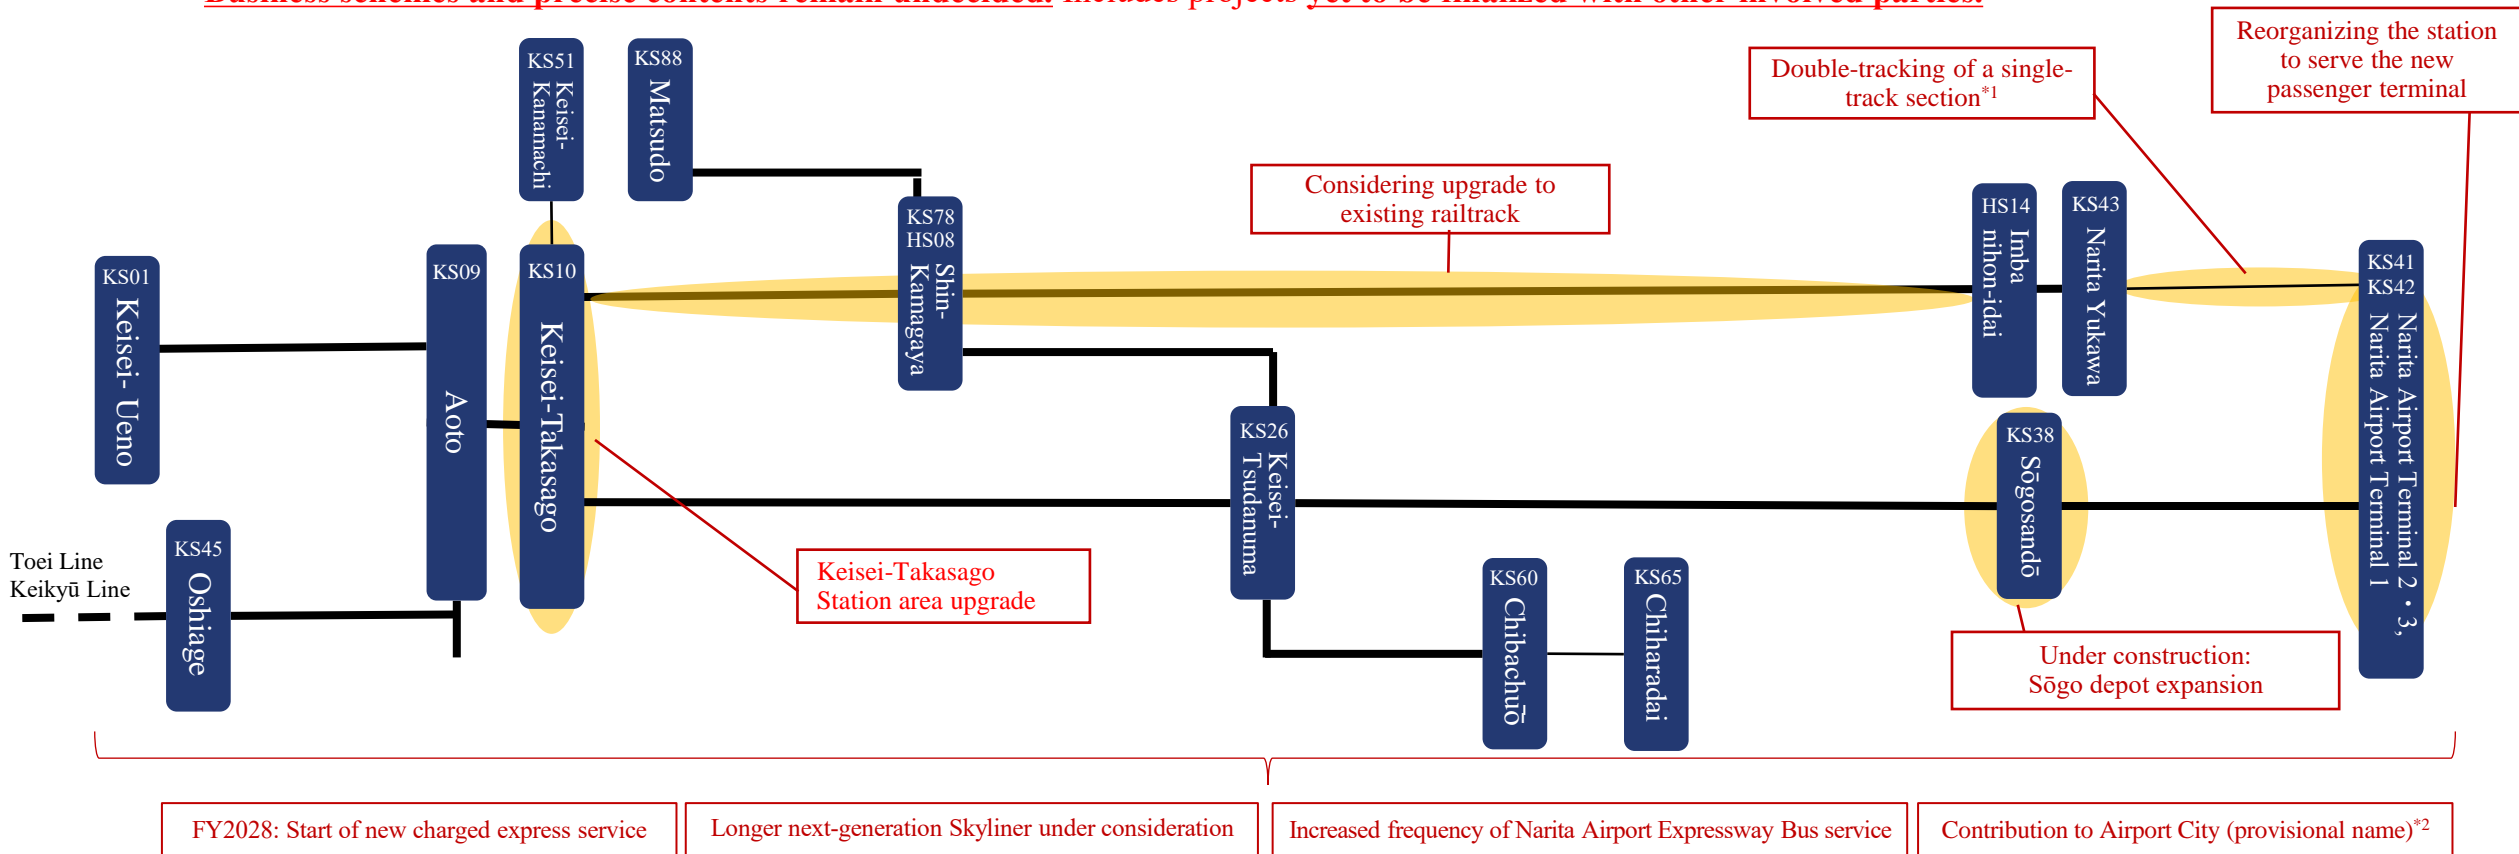 Business schemes and precise contents remain undecided. Includes projects yet to be finalized with other involved parties.
Reorganizing the station
to serve the new
passenger terminal
Double-tracking of a single-
track section*1
Considering upgrade to
existing railtrack
KS51
Keisei-
Kanamachi
KS88
Matsudo
KS78
HS08
Shin-
Kamagaya
HS14
Imba
nihon-idai
KS43
Narita Yukawa
KS41
KS42
Narita Airport Terminal 2・3,
Narita Airport Terminal 1
KS01
Keisei- Ueno
KS09
Aoto
KS10
Keisei-Takasago
KS26
Keisei-
Tsudanuma
KS38
Sōgosandō
Toei Line
Keikyū Line
KS45
Oshiage
Keisei-Takasago
Station area upgrade
KS60
Chibachuō
KS65
Chiharadai
Under construction:
Sōgo depot expansion
FY2028: Start of new charged express service
Longer next-generation Skyliner under consideration
Increased frequency of Narita Airport Expressway Bus service
Contribution to Airport City (provisional name)*2